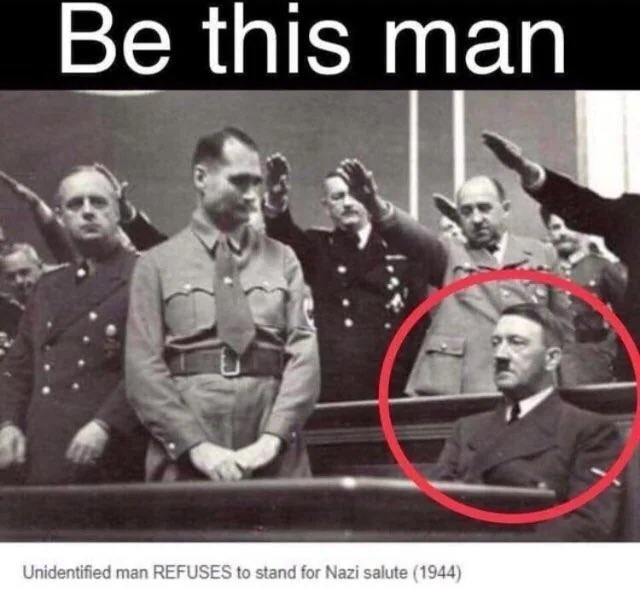 Be this man
Unidentified man REFUSES to stand for Nazi salute (1944)